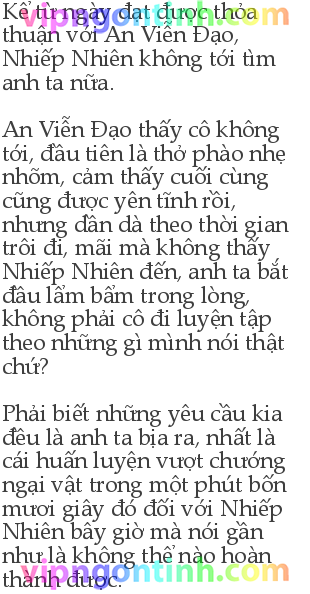 Kể từ ngày đạt được thỏa
vipngontinh.com
thuận với An Viễn Đạo,
Nhiếp Nhiên không tới tìm
anh ta nữa.
An Viễn Đạo thấy cô không
tới, đầu tiên là thở phào nhẹ
nhõm, cảm thấy cuối cùng
cũng được yên tĩnh rồi,
nhưng dần dà theo thời gian
trôi đi, mãi mà không thấy
Nhiếp Nhiên đến, anh ta bắt
đầu lẩm bẩm trong lòng,
không phải cô đi luyện tập
theo những gì mình nói thật
chứ?
Phải biết những yêu cầu kia
đều là anh ta bịa ra, nhất là
cái huấn luyện vượt chướng
ngại vật trong một phút bốn
mươi giây đó đối với Nhiếp
Nhiên bây giờ mà nói gần
như là không thể nào hoàn
vipngontinh.com
thành được.